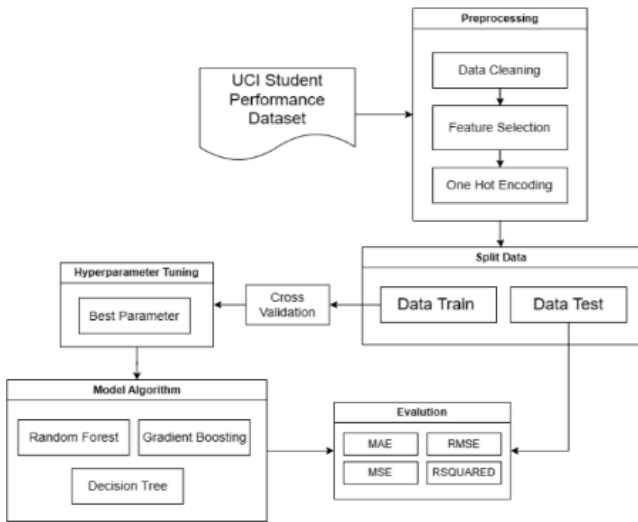 Preprocessing
UCI Student
Performance
Dataset
Data Cleaning
Feature Selection
One Hot Encoding
Split Data
Data Train
Data Test
Hyperparameter Tuning
Best Parameter
Cross
Validation
Model Algorithm
Random Forest
Gradient Boosting
Decision Tree
Evalution
MAE
RMSE
MSE
RSQUARED